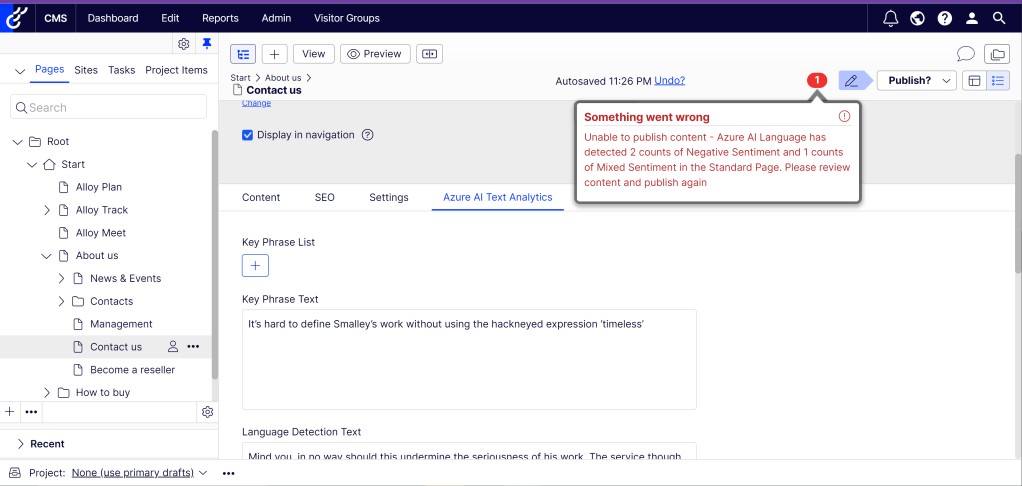 CMS Dashboard Edit Reports Admin Visitor Groups
Pages Sites Tasks Project Items
Search
Root
Start
Alloy Plan
Alloy Track
Alloy Meet
About us
News & Events
Contacts
Management
Contact us
Become a reseller
How to buy
Recent
View Preview
Start About us
Contact us
Autosaved 11:26 PM Undo?
1
Publish?
Change
Display in navigation
Something went wrong
Unable to publish content - Azure AI Language has
detected 2 counts of Negative Sentiment and 1 counts
of Mixed Sentiment in the Standard Page. Please review
content and publish again
Content SEO Settings Azure AI Text Analytics
Key Phrase List
Key Phrase Text
It’s hard to define Smalley’s work without using the hackneyed expression ‘timeless’
Language Detection Text
Mind you, in no way should this undermine the seriousness of his work. The service though
Project: None (use primary drafts)